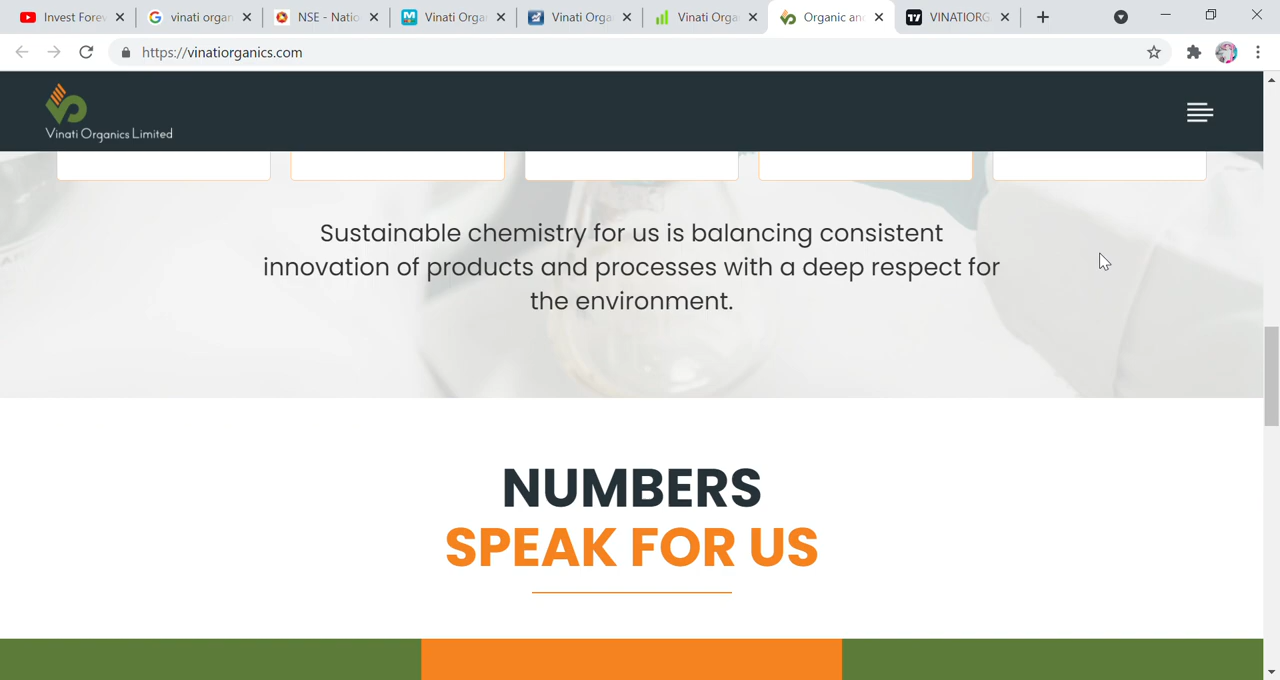 Invest Forev
vinati organ
NSE - Natio
Vinati Orga
Vinati Orga
Vinati Orga
Organic and
VINATIORG
https://vinatiorganics.com
Vinati Organics Limited
Sustainable chemistry for us is balancing consistent
innovation of products and processes with a deep respect for
the environment.
NUMBERS
SPEAK FOR US